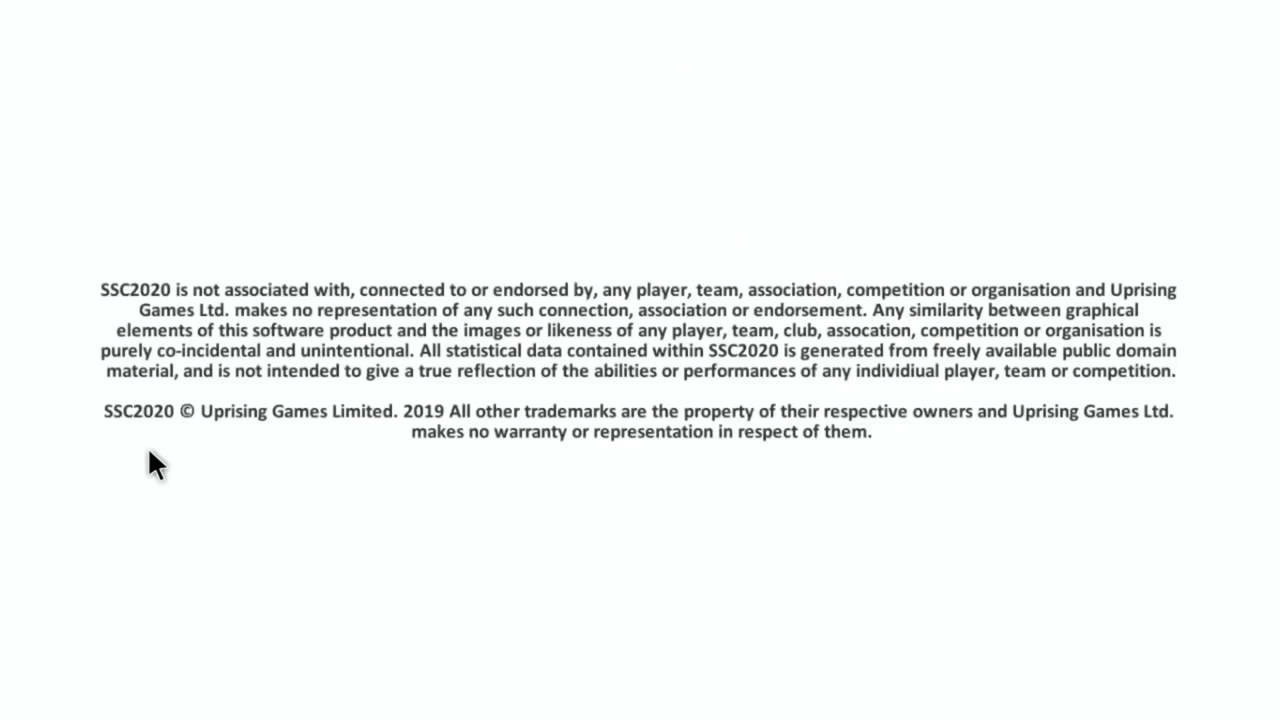 SSC2020 is not associated with, connected to or endorsed by, any player, team, association, competition or organisation and Uprising
Games Ltd. makes no representation of any such connection, association or endorsement. Any similarity between graphical
elements of this software product and the images or likeness of any player, team, club, assocation, competition or organisation is
purely co-incidental and unintentional. All statistical data contained within SSC2020 is generated from freely available public domain
material, and is not intended to give a true reflection of the abilities or performances of any individiual player, team or competition.
SSC2020 © Uprising Games Limited. 2019 All other trademarks are the property of their respective owners and Uprising Games Ltd.
makes no warranty or representation in respect of them.